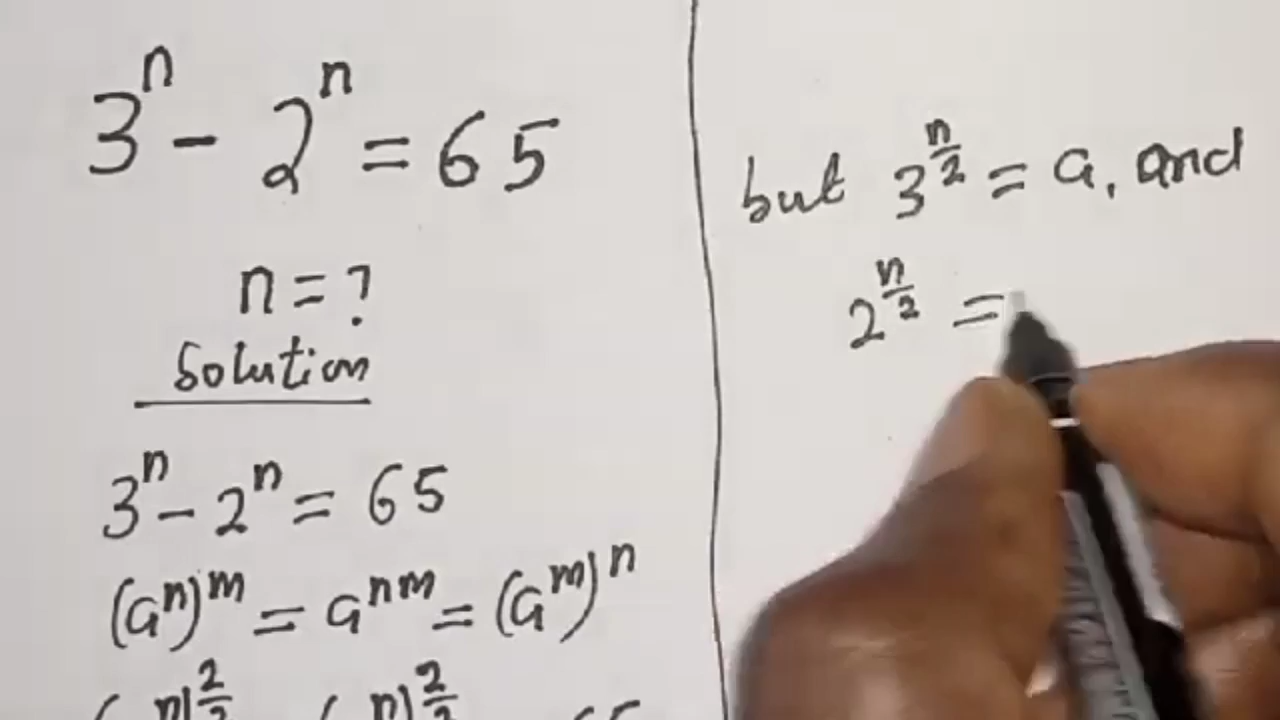 3ⁿ - 2ⁿ = 65
n = ?
Solution
3ⁿ - 2ⁿ = 65
(aⁿ)ᵐ = aⁿᵐ = (aᵐ)ⁿ
but 3^(n/2) = a, and
2^(n/2) =